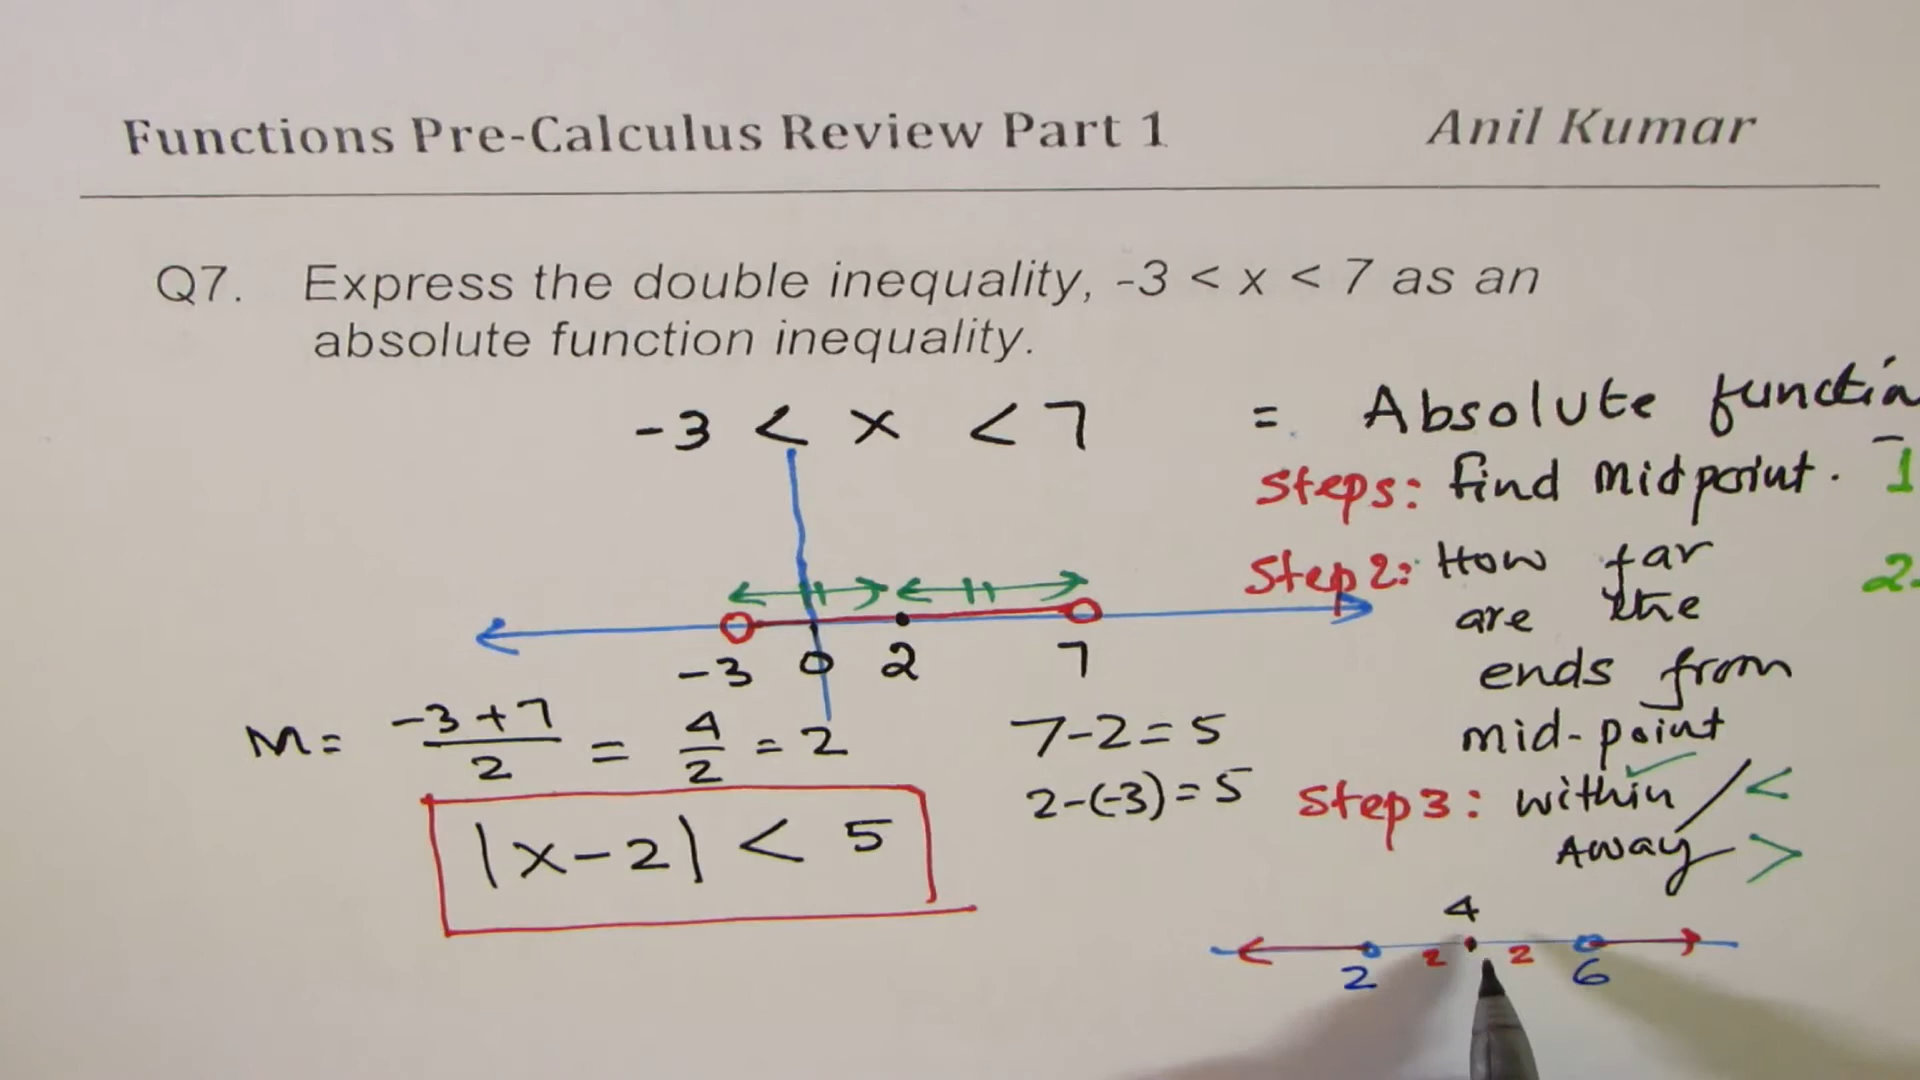 Functions Pre-Calculus Review Part 1 Anil Kumar
Q7. Express the double inequality, -3 < x < 7 as an
absolute function inequality.
-3 < x < 7 = Absolute
Steps: find Midpoint. 1
Step 2: How far 2.
are the
ends from
mid-point
-3 0 2 7
M = (-3+7)/2 = 4/2 = 2
7-2=5
2-(-3)=5
Step 3: within / <
Away >
|x-2| < 5
4
2 2
2 6